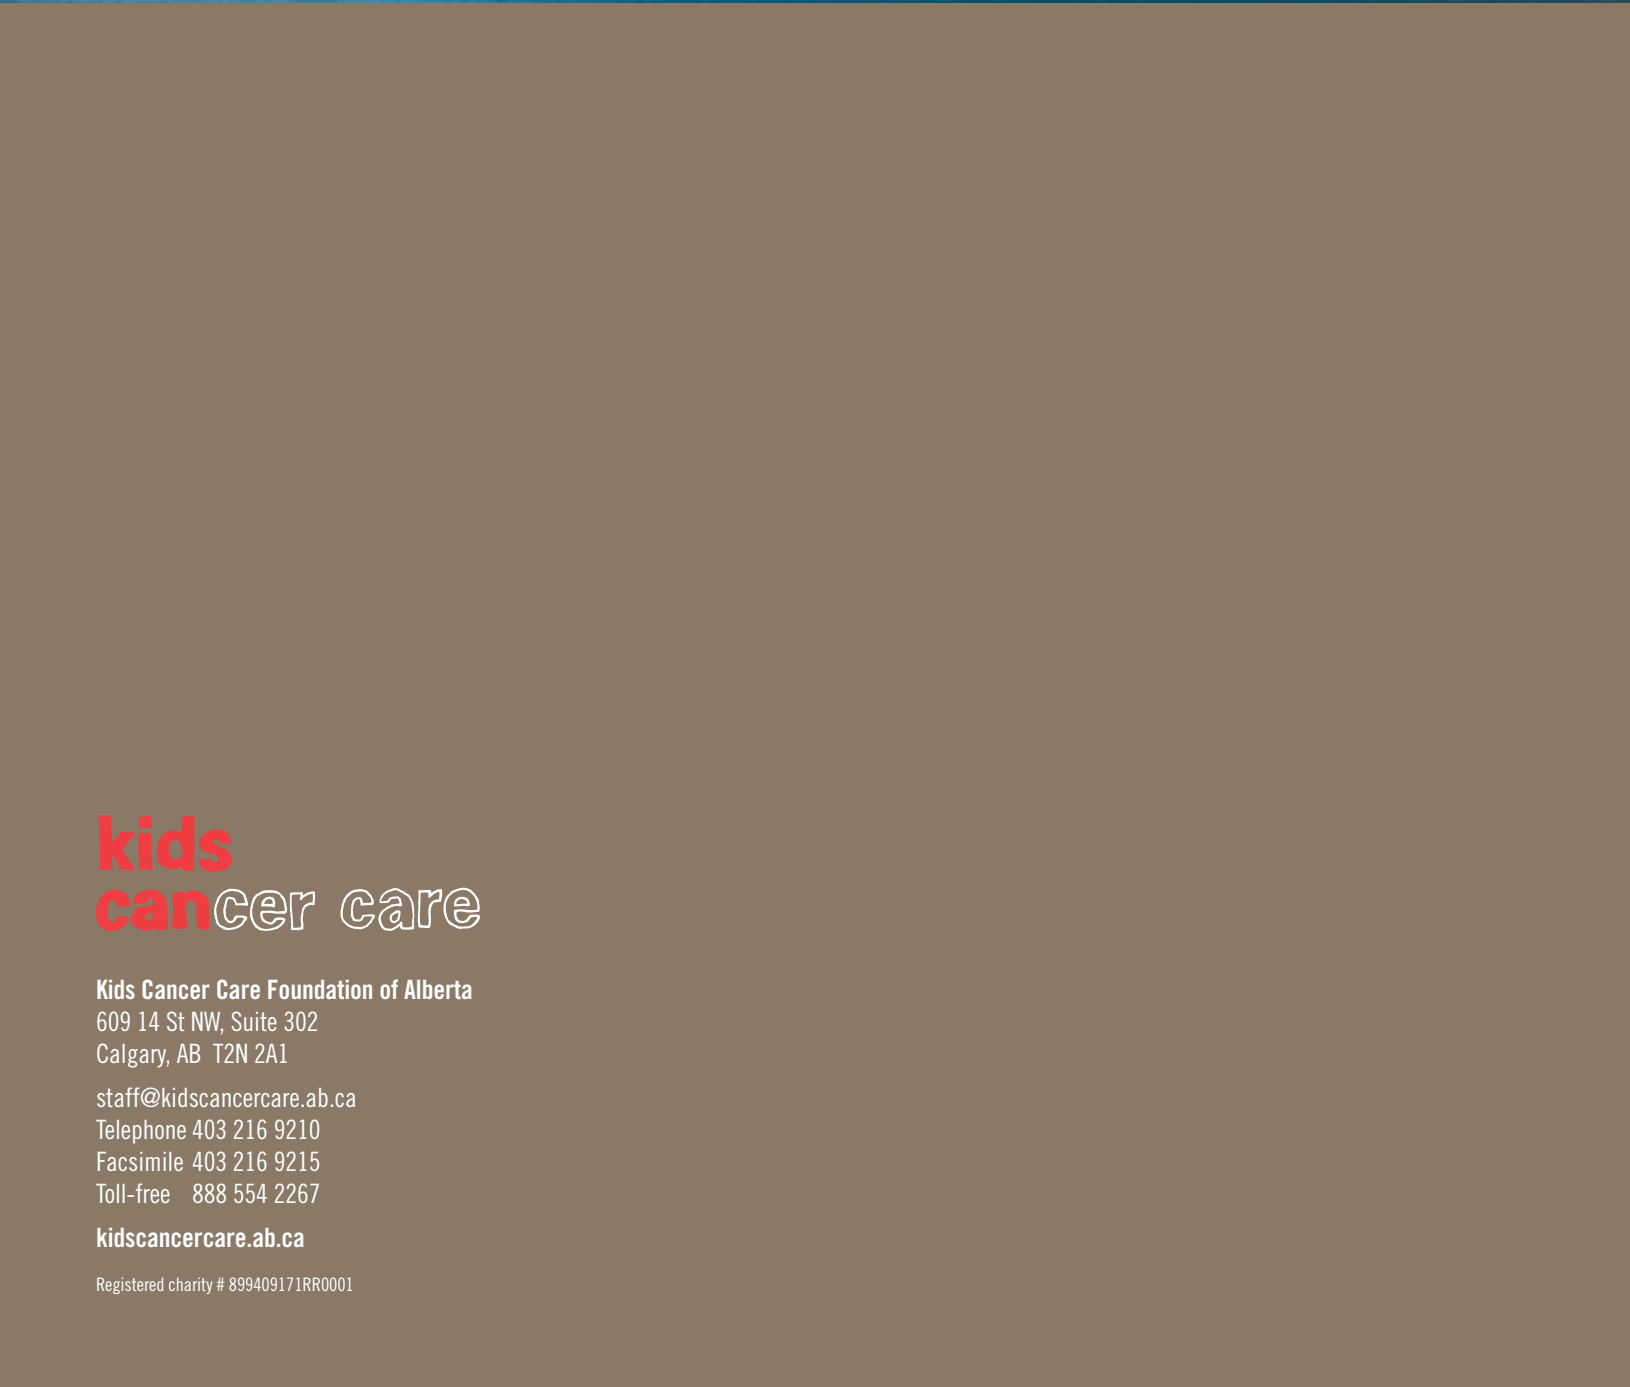 kids
cancer care
Kids Cancer Care Foundation of Alberta
609 14 St NW, Suite 302
Calgary, AB  T2N 2A1
staff@kidscancercare.ab.ca
Telephone 403 216 9210
Facsimile 403 216 9215
Toll-free 888 554 2267
kidscancercare.ab.ca
Registered charity # 899409171RR0001